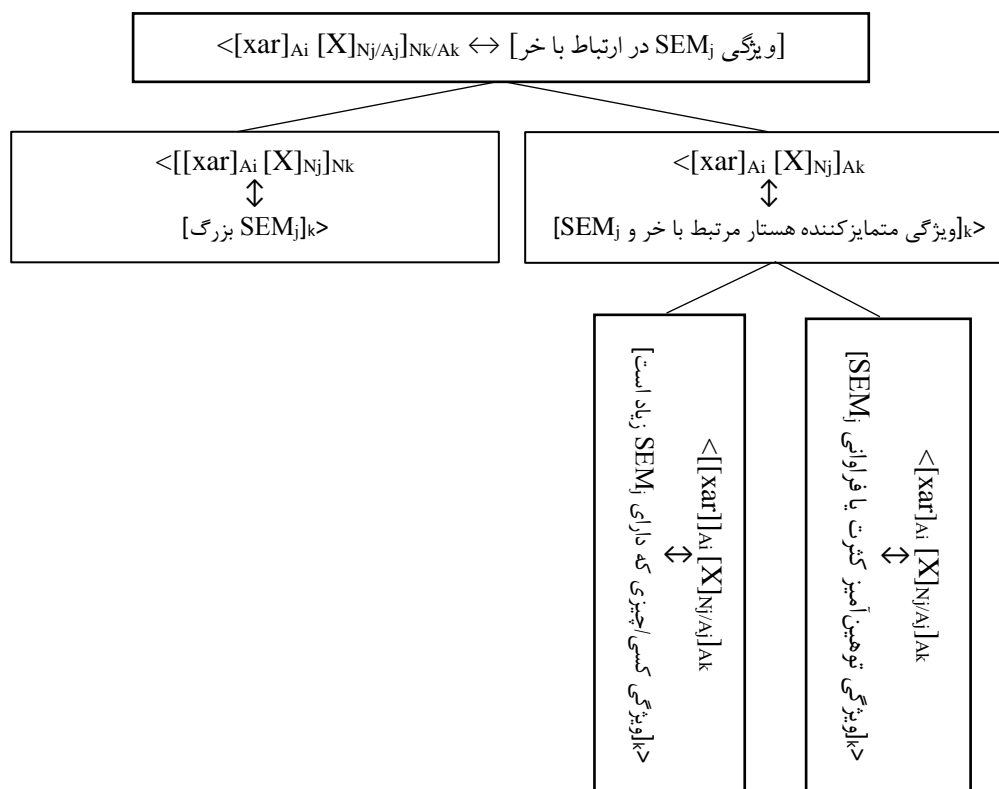 <[xar]Ai [X]Nj/Aj]Nk/Ak ↔ [ویژگی SEMj در ارتباط با خر]
<[[xar]Ai [X]Nj]Nk
↕
[SEMj بزرگ]k>
<[xar]Ai [X]Nj]Ak
↕
[ویژگی متمایزکننده هستار مرتبط با خر و SEMj]k>
<[[xar]]Ai [X]Nj/Aj]Ak
↔
[ویژگی کسی/چیزی که دارای SEMj زیاد است]k>
<[xar]Ai [X]Nj/Aj]Ak
↔
[ویژگی توهین‌آمیز کثرت یا فراوانی SEMj]k>